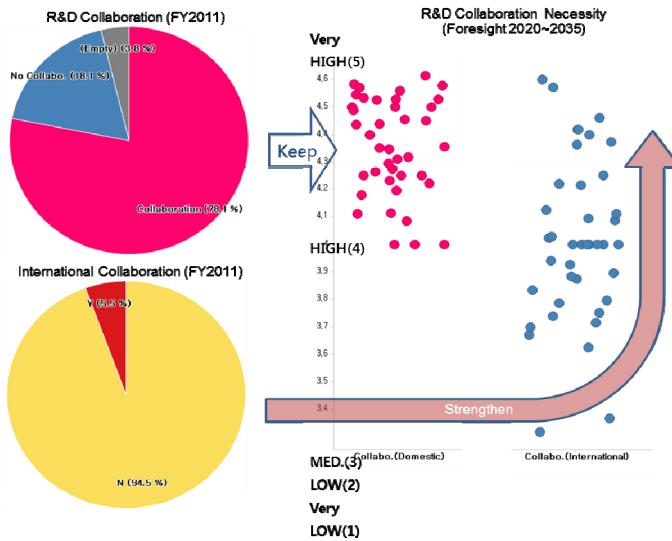 R&D Collaboration (FY2011)
(Empty) (3.8 %)
No Collabo. (18.1 %)
Collaboration (78.1 %)
International Collaboration (FY2011)
Y (5.5 %)
N (94.5 %)
Keep
R&D Collaboration Necessity
(Foresight 2020~2035)
Very
HIGH(5)
4,6
4,5
4,3
4,2
4,1
HIGH(4)
3,9
3,8
3,7
3,6
3,5
3,4
Strengthen
Collabo.(Domestic)
Collabo.(International)
MED.(3)
LOW(2)
Very
LOW(1)